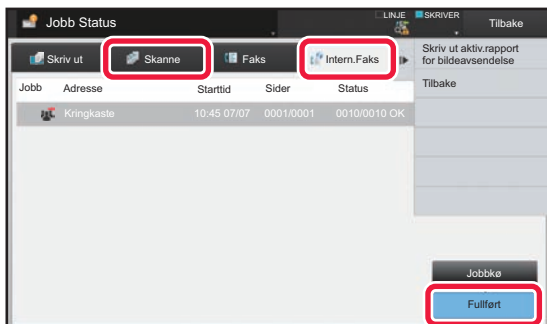 Jobb Status
LINJE
SKRIVER
Tilbake
Skriv ut
Skanne
Faks
Intern.Faks
Skriv ut aktiv.rapport
for bildeavsendelse
Tilbake
Jobb Adresse Starttid Sider Status
Kringkaste 10:45 07/07 0001/0001 0010/0010 OK
Jobbkø
Fullført